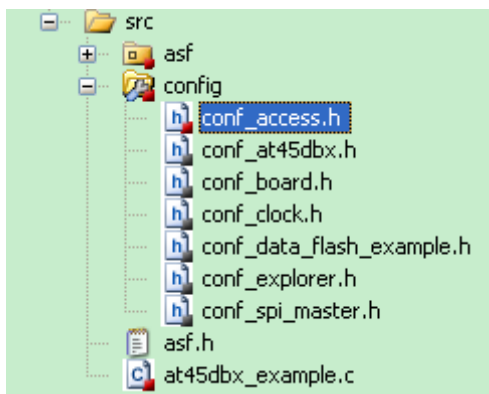 src
asf
config
conf_access.h
conf_at45dbx.h
conf_board.h
conf_clock.h
conf_data_flash_example.h
conf_explorer.h
conf_spi_master.h
asf.h
at45dbx_example.c